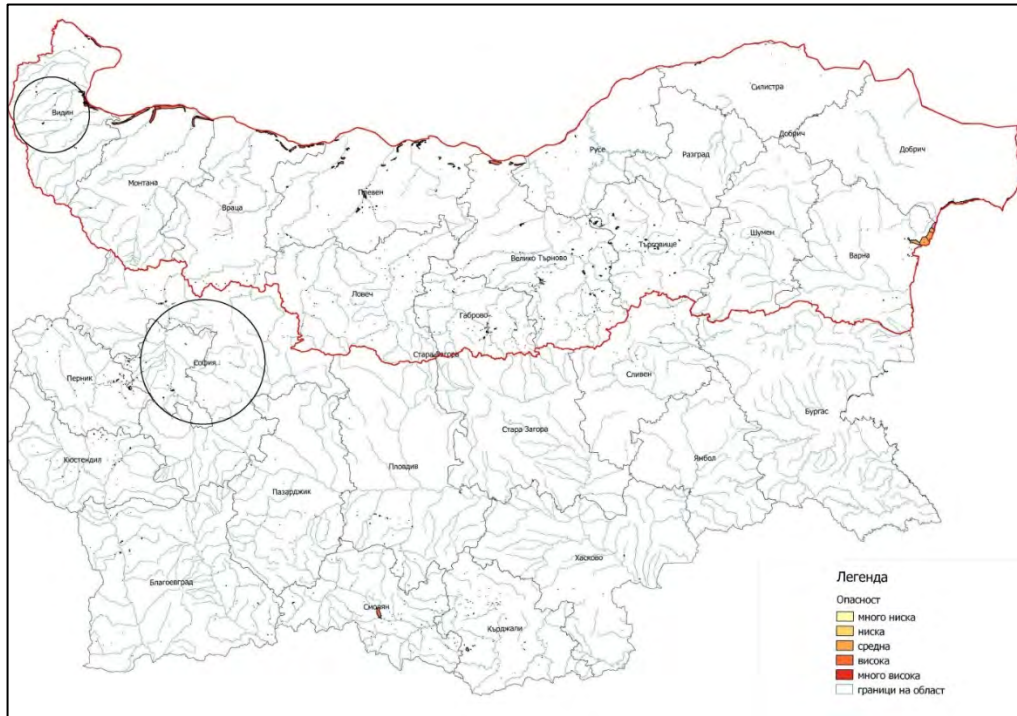 Силистра
Видин
Добрич
Добрич
Русе
Разград
Монтана
Плевен
Враца
Шумен
Търговище
Варна
Велико Търново
Ловеч
Габрово
Стара Загора
София
Перник
Сливен
Бургас
Стара Загора
Кюстендил
Ямбол
Пловдив
Пазарджик
Хасково
Благоевград
Смолян
Кърджали
Легенда
Опасност
много ниска
ниска
средна
висока
много висока
граници на област